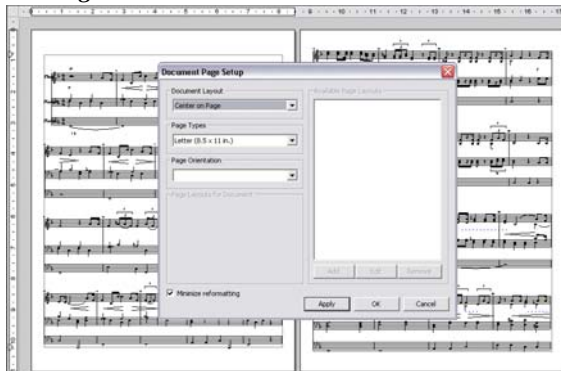 Document Page Setup
Document Layout
Available Page Layouts
Center on Page
Page Types
Letter (8.5 x 11 in.)
Page Orientation
Page Layouts for Document
Add
Edit
Remove
Minimize reformatting
Apply
OK
Cancel